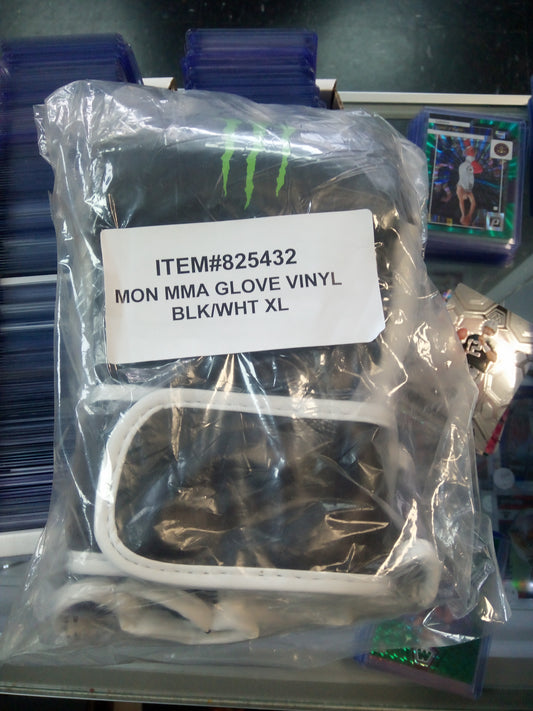 ITEM#825432
MON MMA GLOVE VINYL
BLK/WHT XL